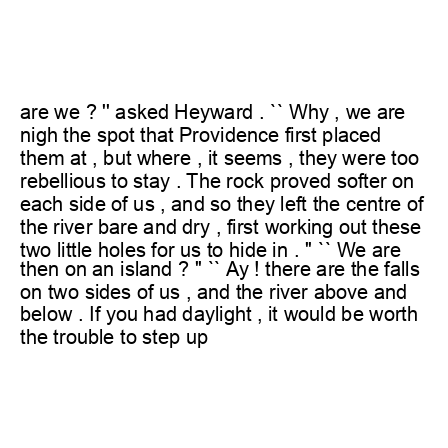 are we ? '' asked Heyward . `` Why , we are
nigh the spot that Providence first placed
them at , but where , it seems , they were too
rebellious to stay . The rock proved softer on
each side of us , and so they left the centre of
the river bare and dry , first working out these
two little holes for us to hide in . " `` We are
then on an island ? " `` Ay ! there are the falls
on two sides of us , and the river above and
below . If you had daylight , it would be worth
the trouble to step up